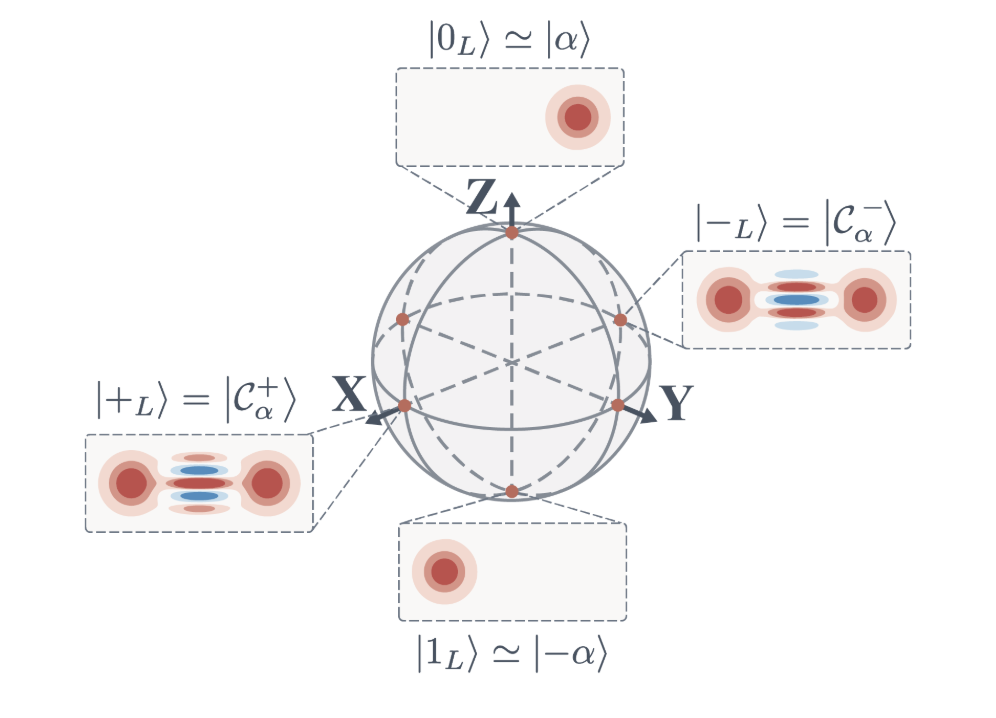 |0_L⟩ ≃ |α⟩
Z
|−_L⟩ = |𝒞_α^−⟩
|+_L⟩ = |𝒞_α^+⟩
X
Y
|1_L⟩ ≃ |−α⟩